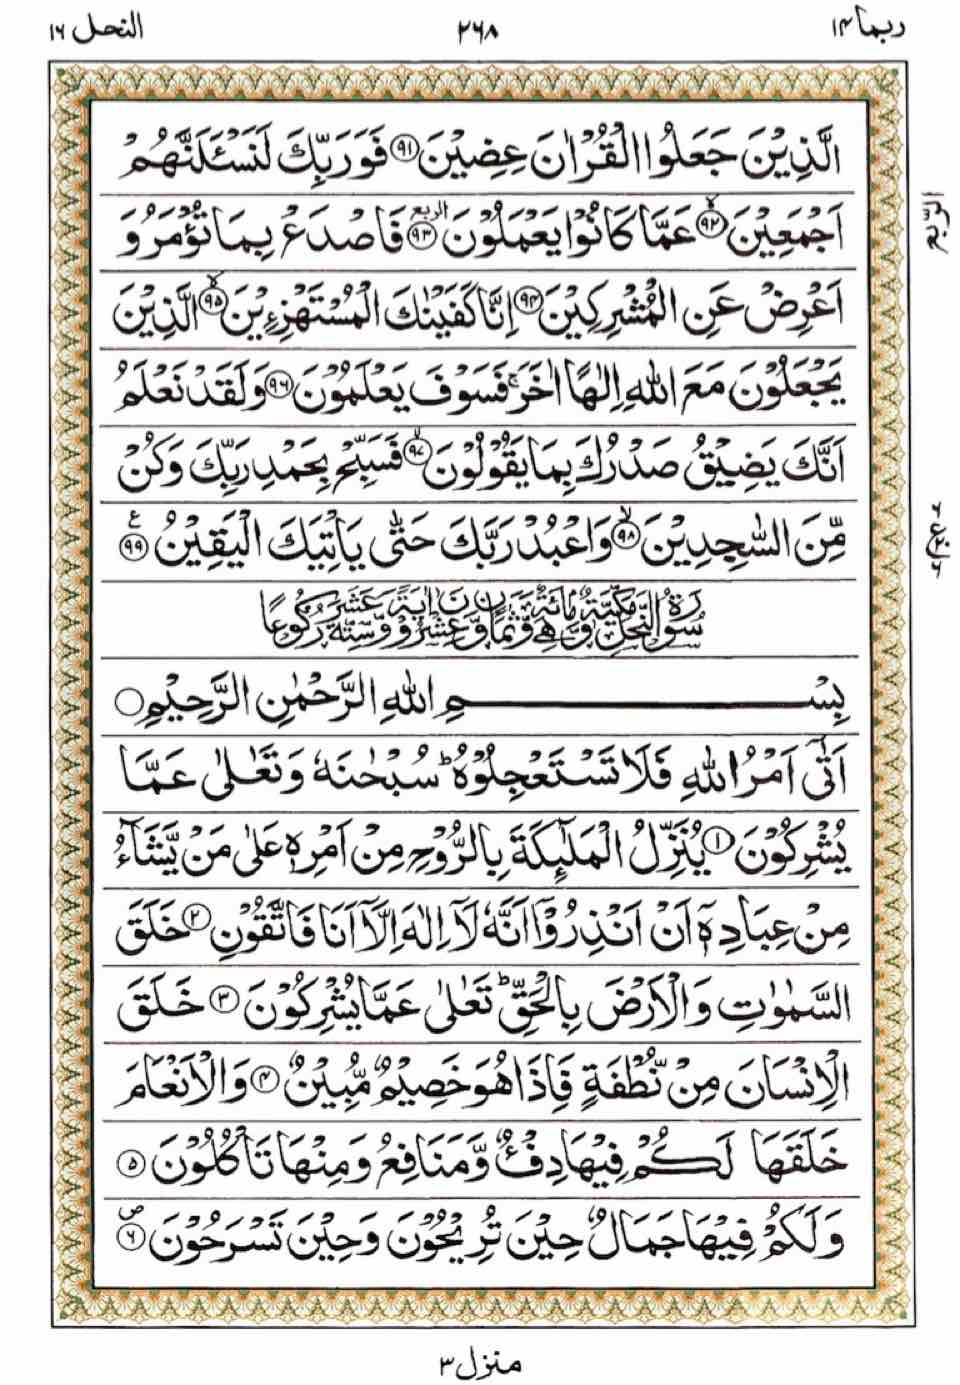 ربما ۱۴
۲۶۸
النحل ۱۶
الَّذِيْنَ جَعَلُوا الْقُرْاٰنَ عِضِيْنَ ۹۱ فَوَرَبِّكَ لَنَسْـَٔلَنَّهُمْ
اَجْمَعِيْنَ ۙ۹۲ عَمَّا كَانُوْا يَعْمَلُوْنَ ۹۳ الربع فَاصْدَعْ بِمَا تُؤْمَرُ وَ
الربع
اَعْرِضْ عَنِ الْمُشْرِكِيْنَ ۹۴ اِنَّا كَفَيْنٰكَ الْمُسْتَهْزِءِيْنَ ۙ۹۵ الَّذِيْنَ
يَجْعَلُوْنَ مَعَ اللّٰهِ اِلٰهًا اٰخَرَ ۚ فَسَوْفَ يَعْلَمُوْنَ ۹۶ وَلَقَدْ نَعْلَمُ
اَنَّكَ يَضِيْقُ صَدْرُكَ بِمَا يَقُوْلُوْنَ ۙ۹۷ فَسَبِّحْ بِحَمْدِ رَبِّكَ وَكُنْ
مِّنَ السّٰجِدِيْنَ ۙ۹۸ وَاعْبُدْ رَبَّكَ حَتّٰى يَاْتِيَكَ الْيَقِيْنُ ۹۹ ع
سُوْرَةُ النَّحْلِ مَكِّيَّةٌ وَّهِيَ مِائَةٌ وَّثَمَانٍ وَّعِشْرُوْنَ اٰيَةً وَّسِتَّةَ عَشَرَ رُكُوْعًا
بِسْمِ اللّٰهِ الرَّحْمٰنِ الرَّحِيْمِ
اَتٰٓى اَمْرُ اللّٰهِ فَلَا تَسْتَعْجِلُوْهُ ؕ سُبْحٰنَهٗ وَتَعٰلٰى عَمَّا
يُشْرِكُوْنَ ۱ يُنَزِّلُ الْمَلٰٓئِكَةَ بِالرُّوْحِ مِنْ اَمْرِهٖ عَلٰى مَنْ يَّشَآءُ
مِنْ عِبَادِهٖٓ اَنْ اَنْذِرُوْٓا اَنَّهٗ لَاۤ اِلٰهَ اِلَّاۤ اَنَا فَاتَّقُوْنِ ۲ خَلَقَ
السَّمٰوٰتِ وَالْاَرْضَ بِالْحَقِّ ؕ تَعٰلٰى عَمَّا يُشْرِكُوْنَ ۳ خَلَقَ
الْاِنْسَانَ مِنْ نُّطْفَةٍ فَاِذَا هُوَ خَصِيْمٌ مُّبِيْنٌ ۴ وَالْاَنْعَامَ
خَلَقَهَا لَكُمْ فِيْهَا دِفْءٌ وَّمَنَافِعُ وَمِنْهَا تَاْكُلُوْنَ ۵
وَلَكُمْ فِيْهَا جَمَالٌ حِيْنَ تُرِيْحُوْنَ وَحِيْنَ تَسْرَحُوْنَ ۶ ص
منزل ۳